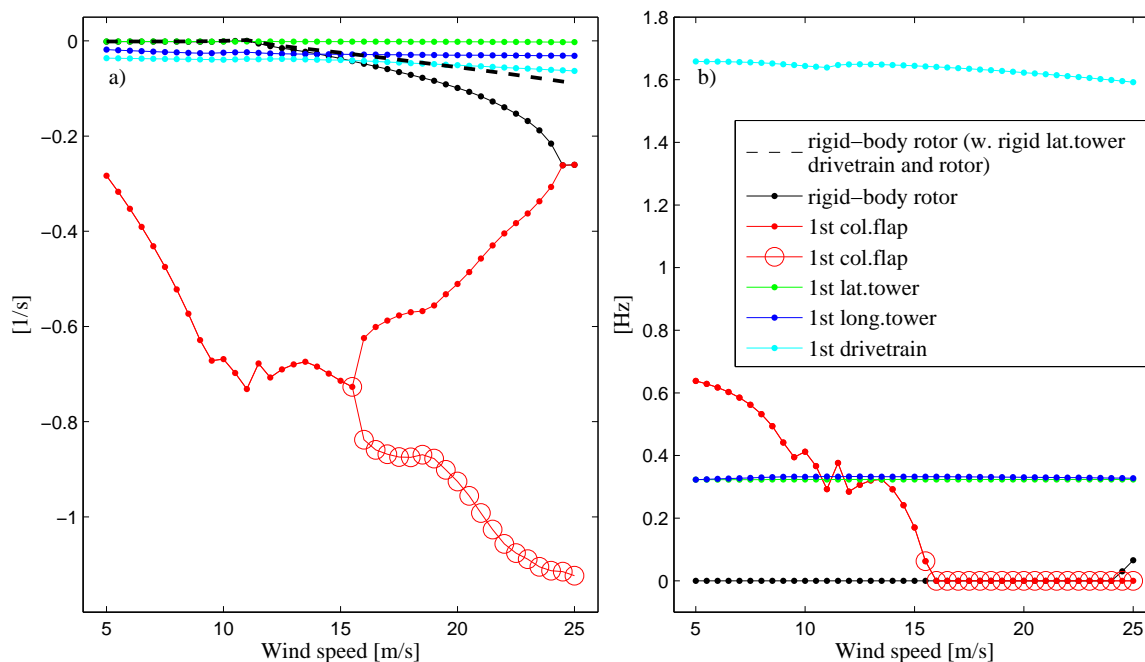 0
−0.2
−0.4
−0.6
−0.8
−1
[1/s]
a)
5
10
15
20
25
Wind speed [m/s]
1.8
1.6
1.4
1.2
1
0.8
0.6
0.4
0.2
0
[Hz]
b)
rigid−body rotor (w. rigid lat.tower
drivetrain and rotor)
rigid−body rotor
1st col.flap
1st col.flap
1st lat.tower
1st long.tower
1st drivetrain
5
10
15
20
25
Wind speed [m/s]